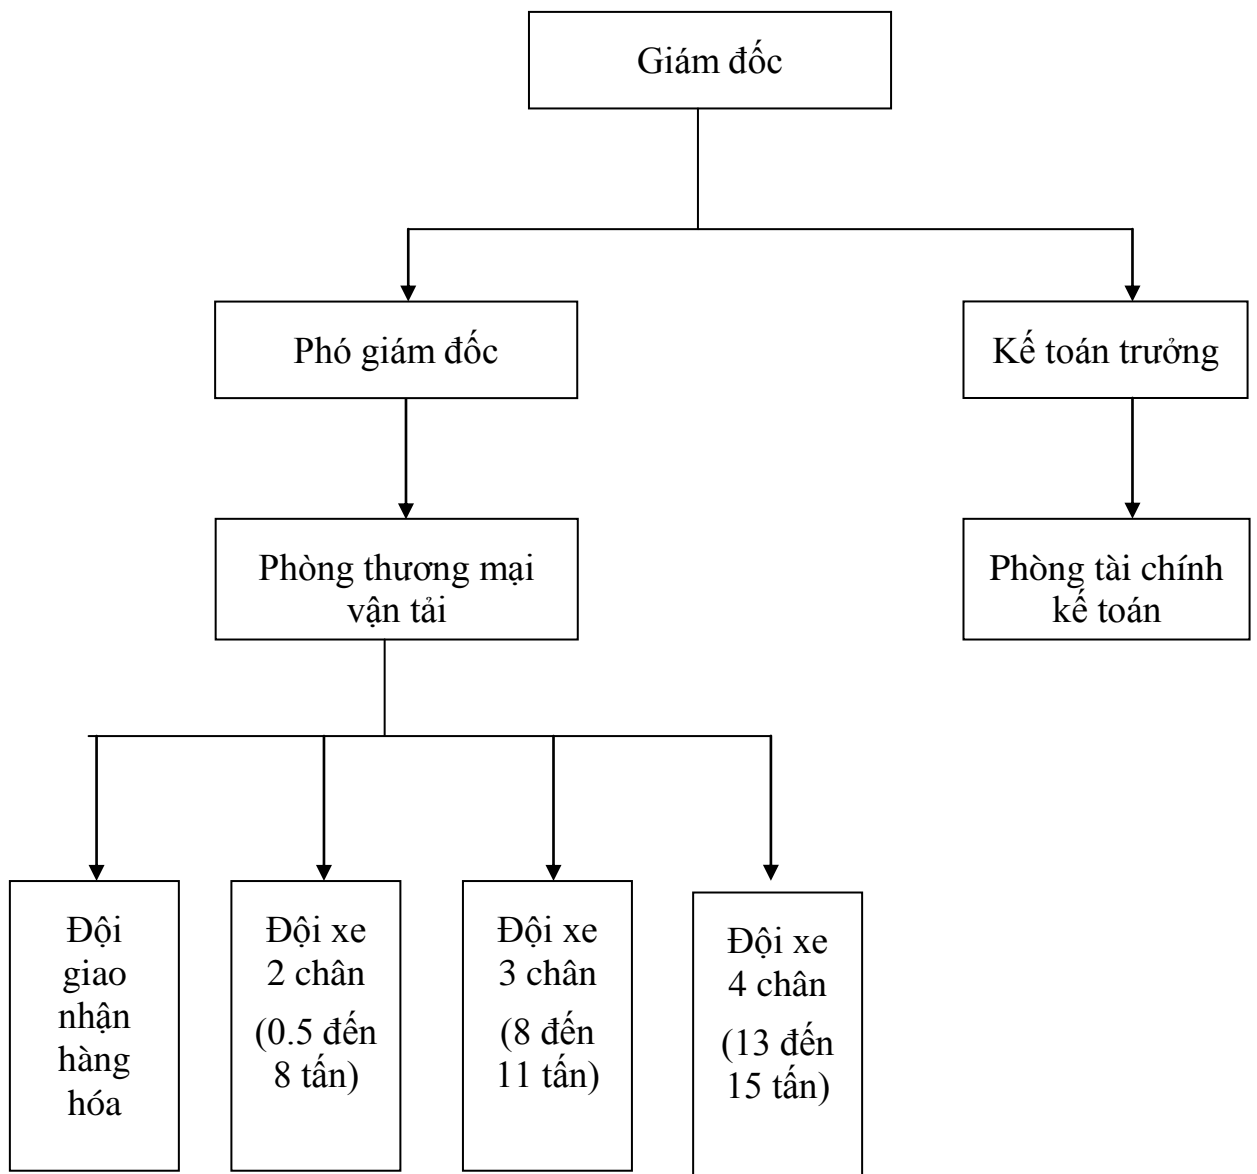 Giám đốc
Phó giám đốc
Kế toán trưởng
Phòng thương mại
vận tải
Phòng tài chính
kế toán
Đội
giao
nhận
hàng
hóa
Đội xe
2 chân
(0.5 đến
8 tấn)
Đội xe
3 chân
(8 đến
11 tấn)
Đội xe
4 chân
(13 đến
15 tấn)